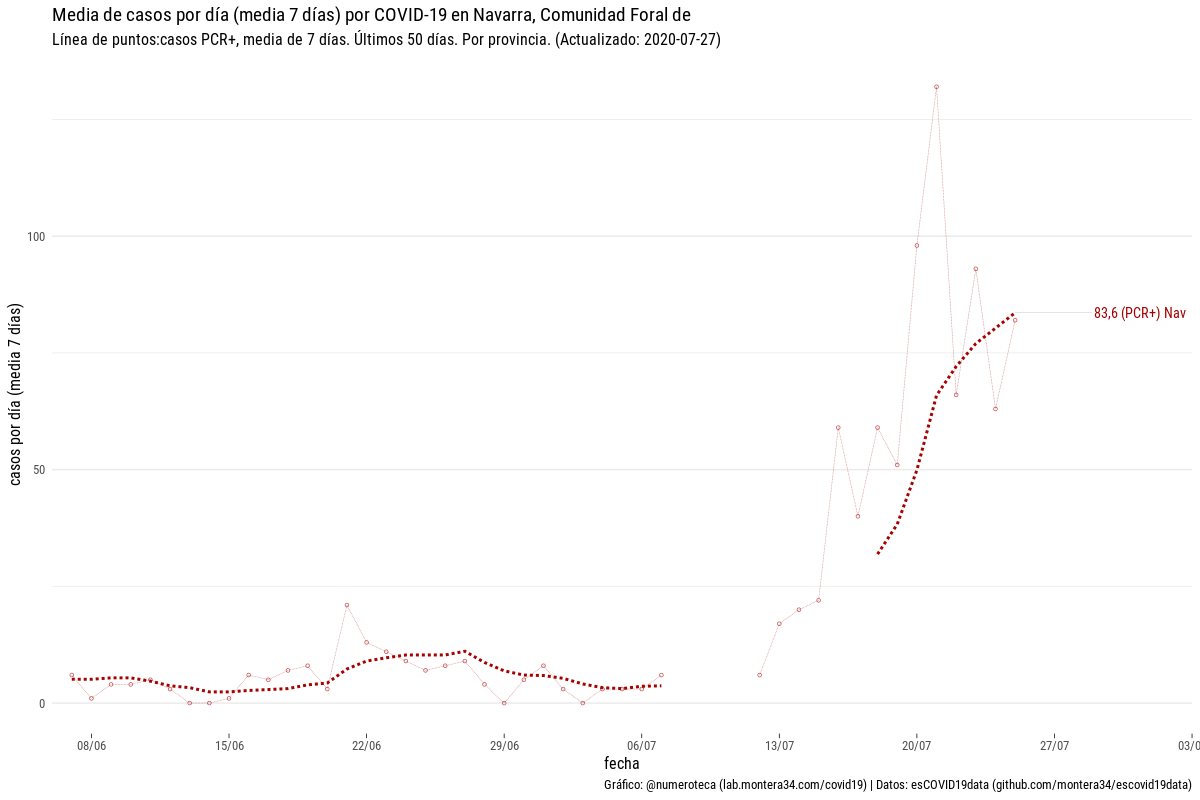 Media de casos por día (media 7 días) por COVID-19 en Navarra, Comunidad Foral de
Línea de puntos:casos PCR+, media de 7 días. Últimos 50 días. Por provincia. (Actualizado: 2020-07-27)
casos por día (media 7 días)
100
50
0
83,6 (PCR+) Nav
08/06
15/06
22/06
29/06
06/07
13/07
20/07
27/07
03/0
fecha
Gráfico: @numeroteca (lab.montera34.com/covid19) | Datos: esCOVID19data (github.com/montera34/escovid19data)